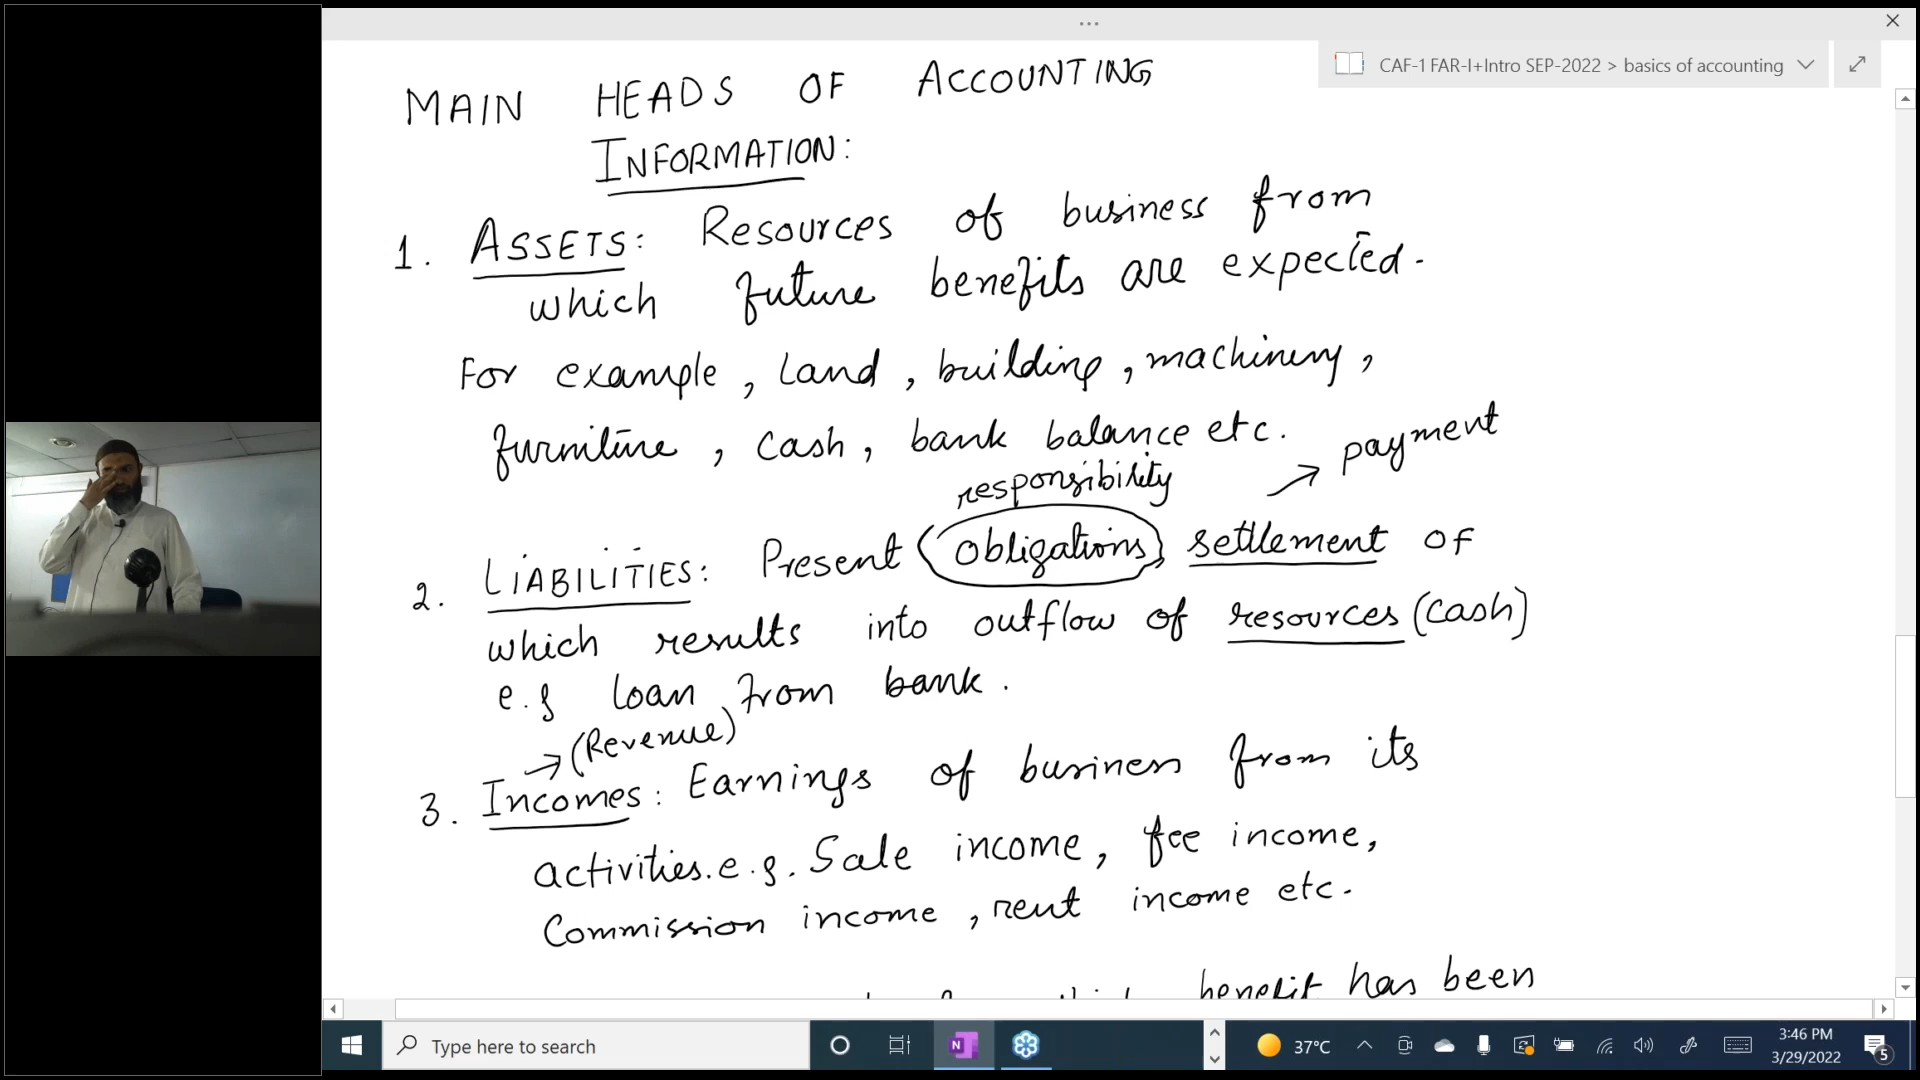 CAF-1 FAR-I+Intro SEP-2022 > basics of accounting
MAIN HEADS OF ACCOUNTING
INFORMATION:
1. ASSETS: Resources of business from
which future benefits are expected.
For example, land, building, machinery,
furniture, cash, bank balance etc.
responsibility → payment
2. LIABILITIES: Present (obligations) settlement of
which results into outflow of resources (cash)
e.g loan from bank.
→ (Revenue)
3. INCOMES: Earnings of business from its
activities. e.g. Sale income, fee income,
Commission income, rent income etc.
benefit has been
Type here to search
N
37°C
3:46 PM
3/29/2022
5